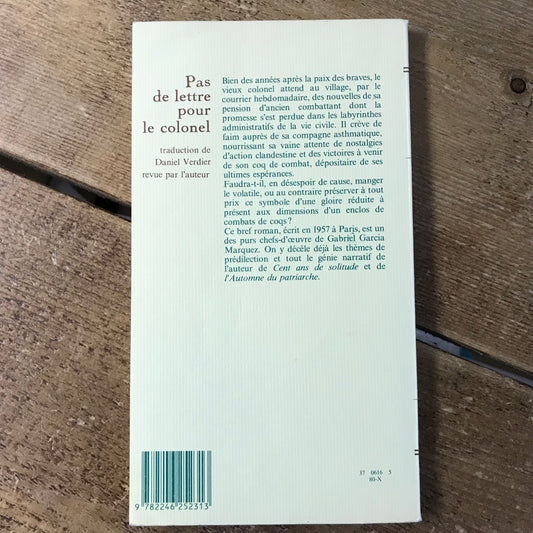 Pas
de lettre
pour
le colonel
traduction de
Daniel Verdier
revue par l'auteur
Bien des années après la paix des braves, le
vieux colonel attend au village, par le
courrier hebdomadaire, des nouvelles de sa
pension d'ancien combattant dont la
promesse s'est perdue dans les labyrinthes
administratifs de la vie civile. Il crève de
faim auprès de sa compagne asthmatique,
nourrissant sa vaine attente de nostalgies
d'action clandestine et des victoires à venir
de son coq de combat, dépositaire de ses
ultimes espérances.
Faudra-t-il, en désespoir de cause, manger
le volatile, ou au contraire préserver à tout
prix ce symbole d'une gloire réduite à
présent aux dimensions d'un enclos de
combats de coqs?
Ce bref roman, écrit en 1957 à Paris, est un
des purs chefs-d'œuvre de Gabriel Garcia
Marquez. On y décèle déjà les thèmes de
prédilection et tout le génie narratif de
l'auteur de Cent ans de solitude et de
l'Automne du patriarche.
37 0616 5
80-X
9 782246 252313